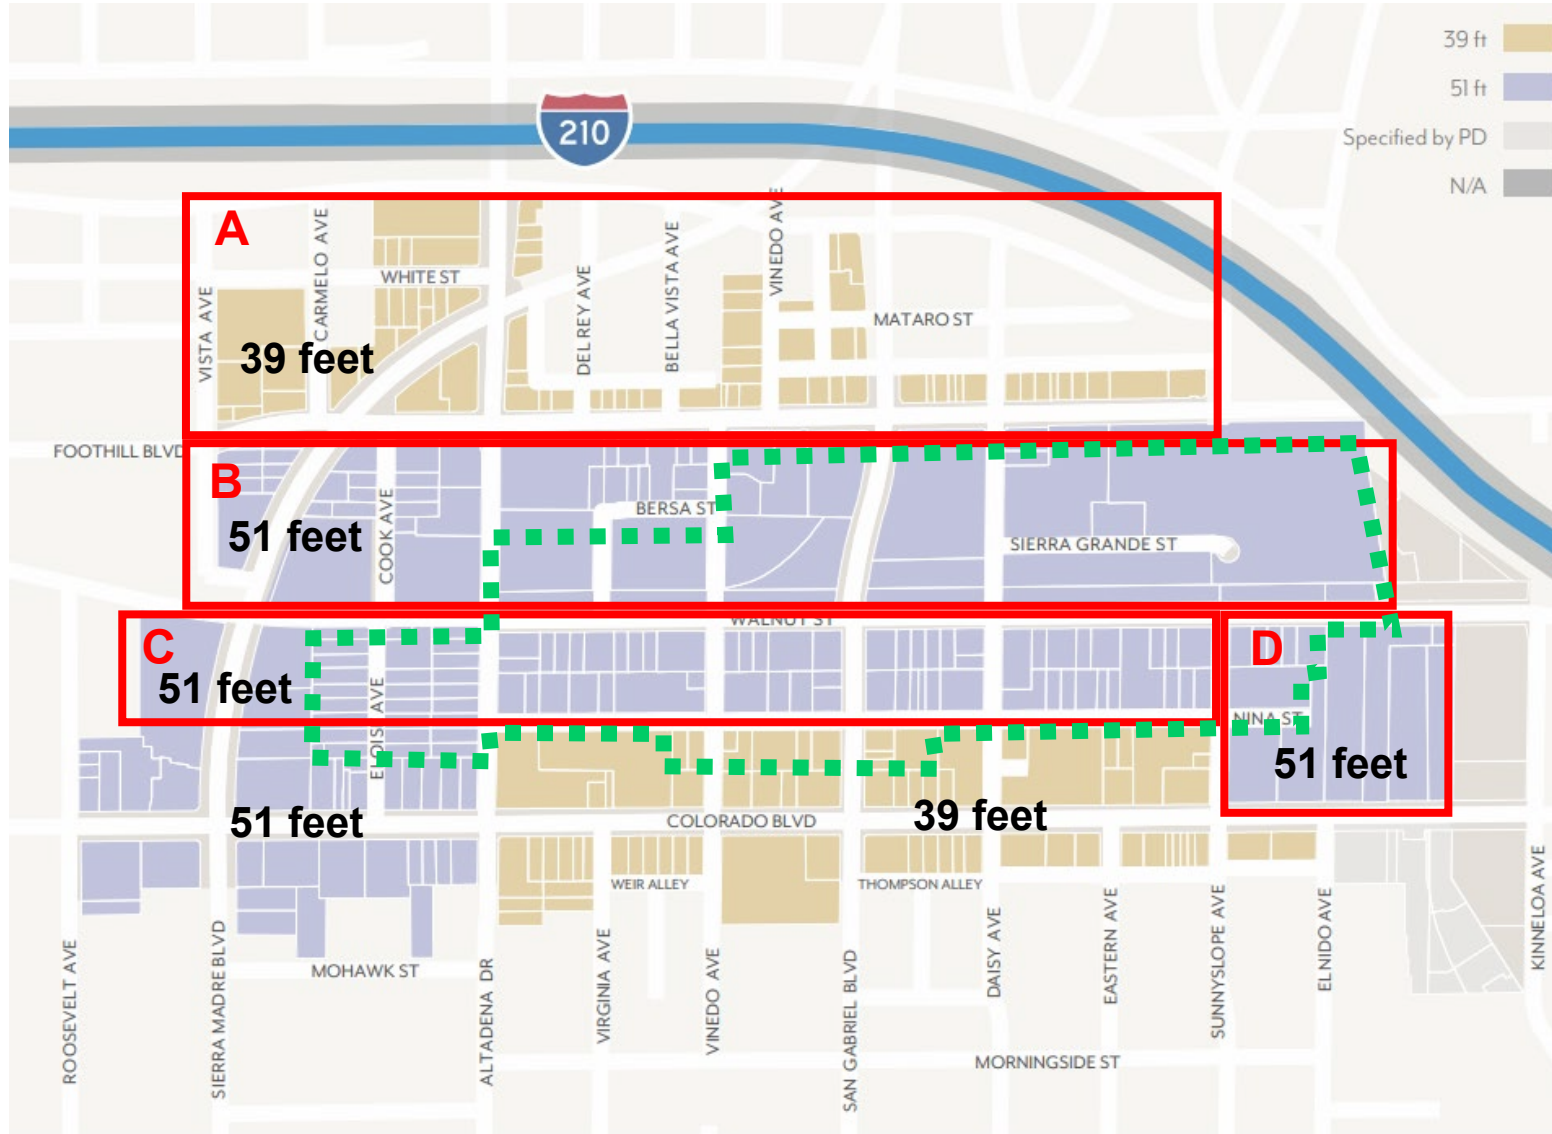 39 ft
51 ft
Specified by PD
N/A
210
A
VISTA AVE
CARMELO AVE
WHITE ST
DEL REY AVE
BELLA VISTA AVE
VINEDO AVE
MATARO ST
39 feet
FOOTHILL BLVD
B
51 feet
COOK AVE
BERSA ST
SIERRA GRANDE ST
WALNUT ST
C
51 feet
ELOISE AVE
D
NINA ST
51 feet
51 feet
COLORADO BLVD
39 feet
WEIR ALLEY
THOMPSON ALLEY
ROOSEVELT AVE
SIERRA MADRE BLVD
MOHAWK ST
ALTADENA DR
VIRGINIA AVE
VINEDO AVE
SAN GABRIEL BLVD
DAISY AVE
EASTERN AVE
SUNNYSLOPE AVE
EL NIDO AVE
KINNELOA AVE
MORNINGSIDE ST